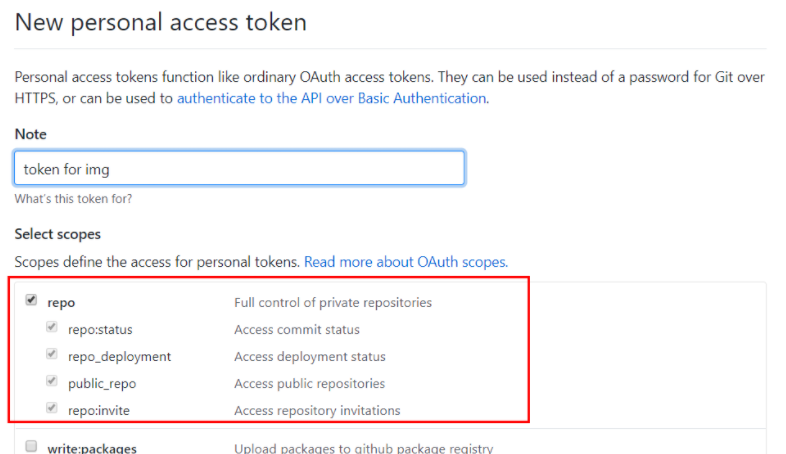 New personal access token
Personal access tokens function like ordinary OAuth access tokens. They can be used instead of a password for Git over
HTTPS, or can be used to authenticate to the API over Basic Authentication.
Note
token for img
What's this token for?
Select scopes
Scopes define the access for personal tokens. Read more about OAuth scopes.
repo Full control of private repositories
repo:status Access commit status
repo_deployment Access deployment status
public_repo Access public repositories
repo:invite Access repository invitations
write:packages Upload packages to github package registry